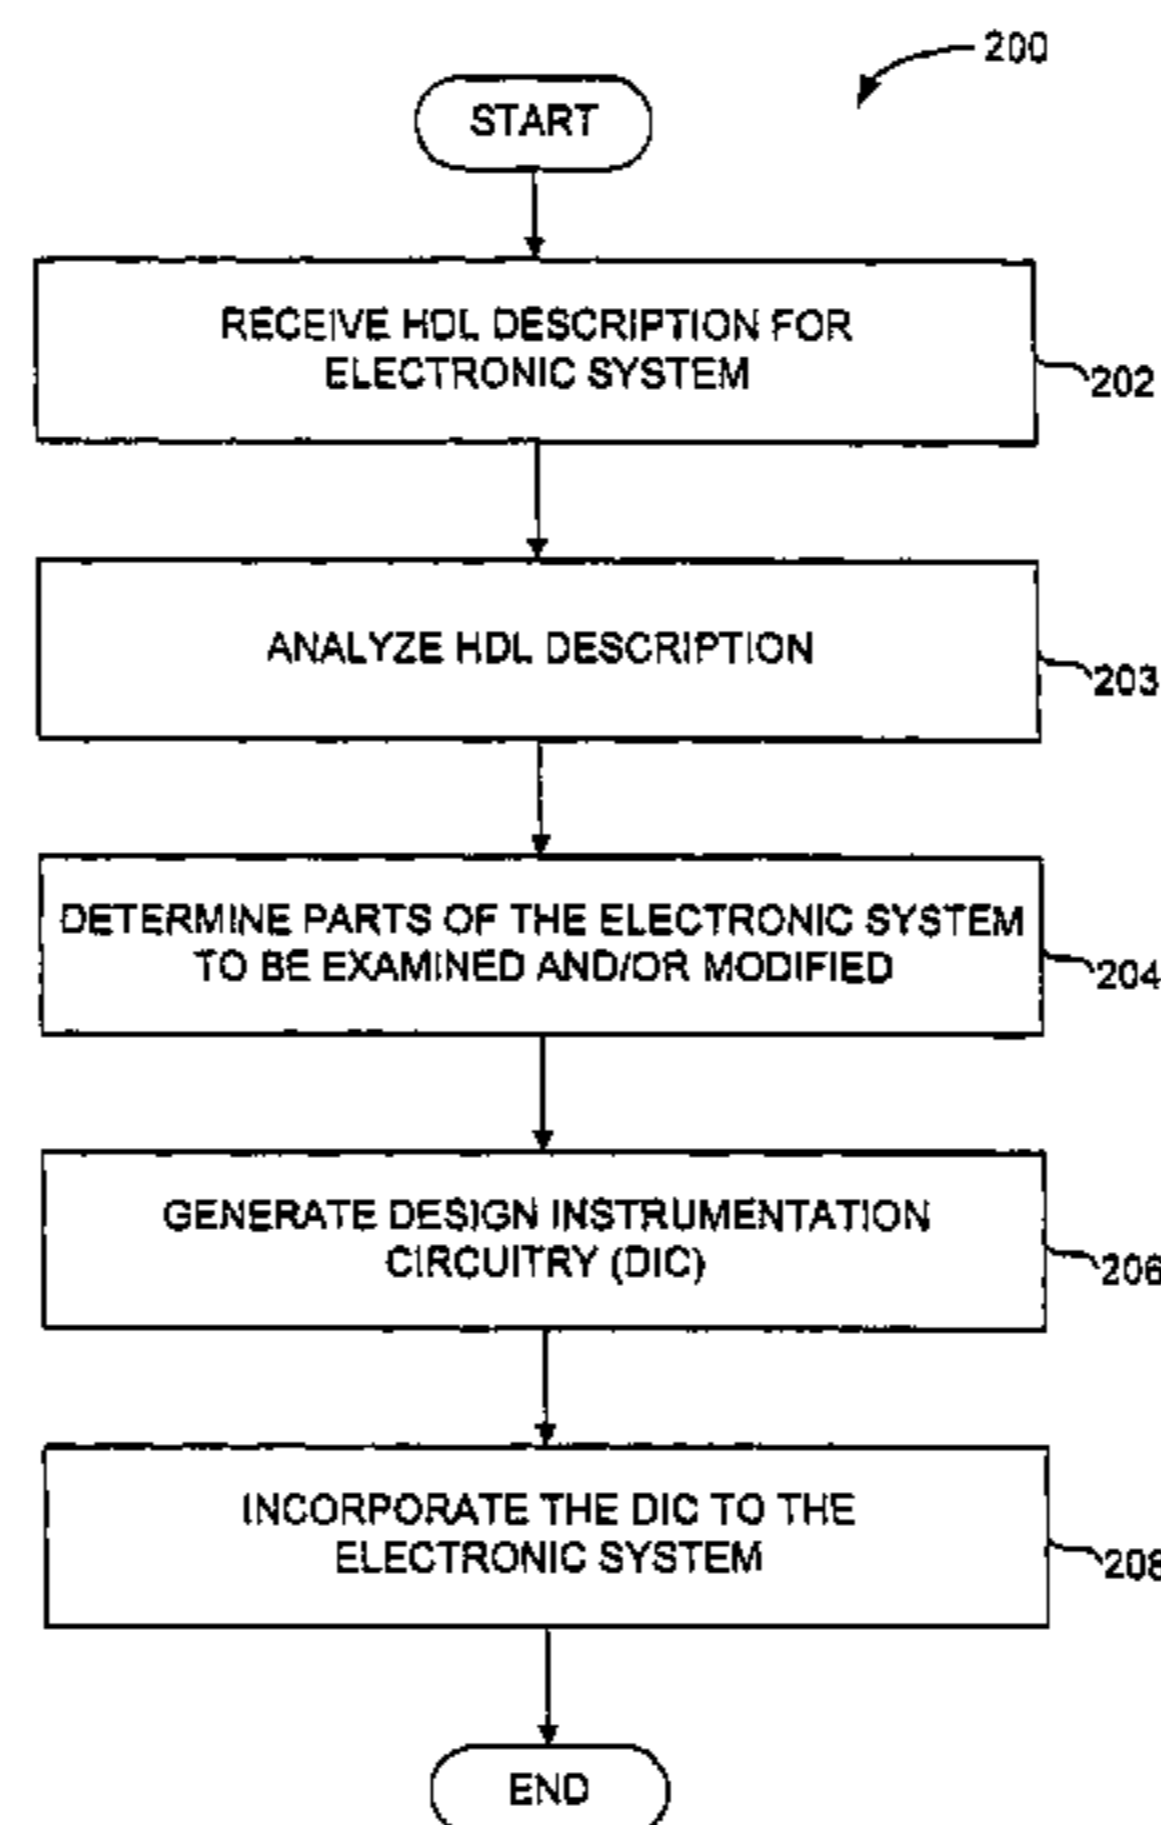 200
START
RECEIVE HDL DESCRIPTION FOR
ELECTRONIC SYSTEM
202
ANALYZE HDL DESCRIPTION
203
DETERMINE PARTS OF THE ELECTRONIC SYSTEM
TO BE EXAMINED AND/OR MODIFIED
204
GENERATE DESIGN INSTRUMENTATION
CIRCUITRY (DIC)
206
INCORPORATE THE DIC TO THE
ELECTRONIC SYSTEM
208
END